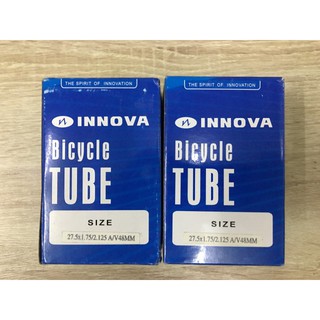 THE SPIRIT OF INNOVATION
INNOVA
Bicycle
TUBE
SIZE
27.5x1.75/2.125 A/V48MM
THE SPIRIT OF INNOVATION
INNOVA
Bicycle
TUBE
SIZE
27.5x1.75/2.125 A/V48MM